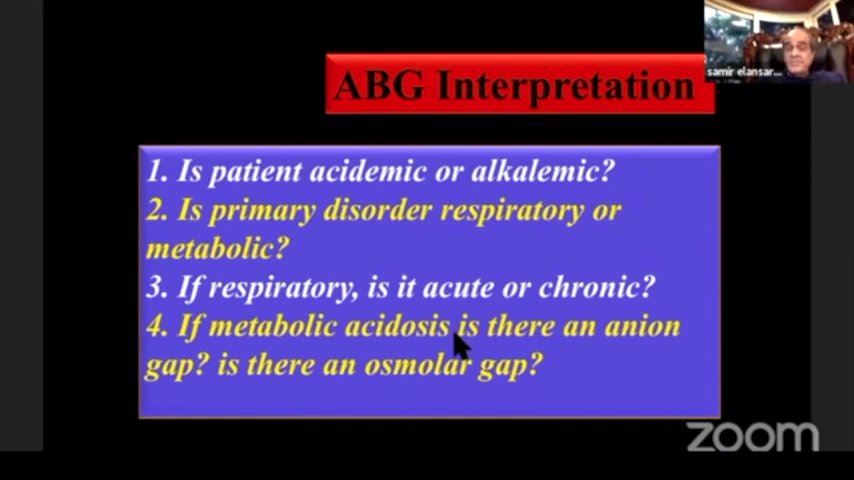 samir elansar...
ABG Interpretation
1. Is patient acidemic or alkalemic?
2. Is primary disorder respiratory or
metabolic?
3. If respiratory, is it acute or chronic?
4. If metabolic acidosis is there an anion
gap? is there an osmolar gap?
zoom